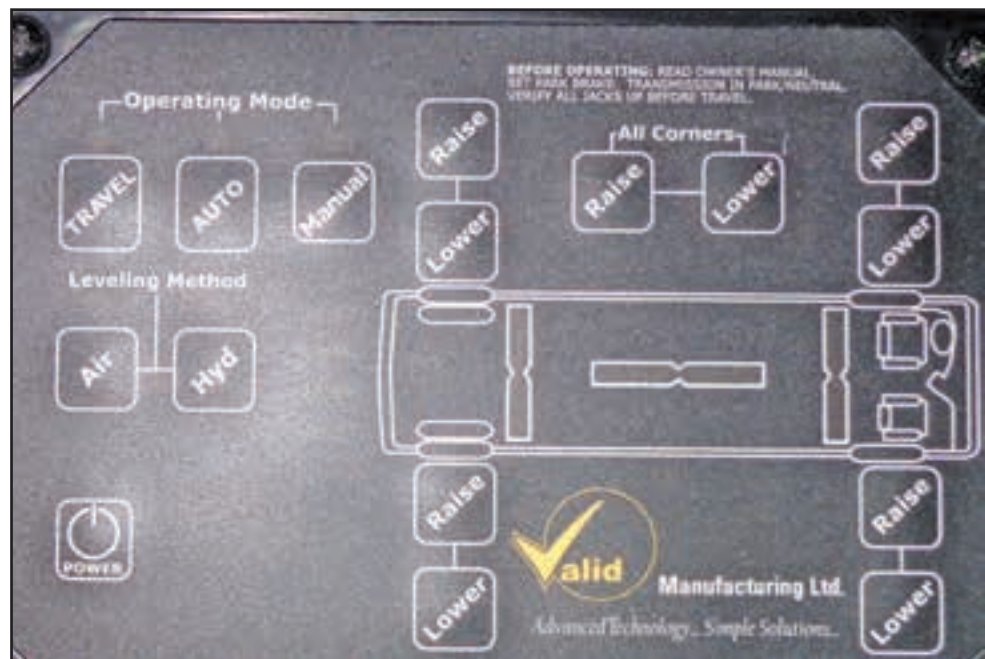 Operating Mode
TRAVEL
AUTO
Manual
Leveling Method
Air
Hyd
POWER
BEFORE OPERATING: READ OWNER'S MANUAL.
SET PARK BRAKE. TRANSMISSION IN PARK/NEUTRAL.
VERIFY ALL JACKS UP BEFORE TRAVEL.
Raise
Lower
All Corners
Raise
Lower
Raise
Lower
Raise
Lower
Raise
Lower
Valid
Manufacturing Ltd.
Advanced Technology... Simple Solutions...